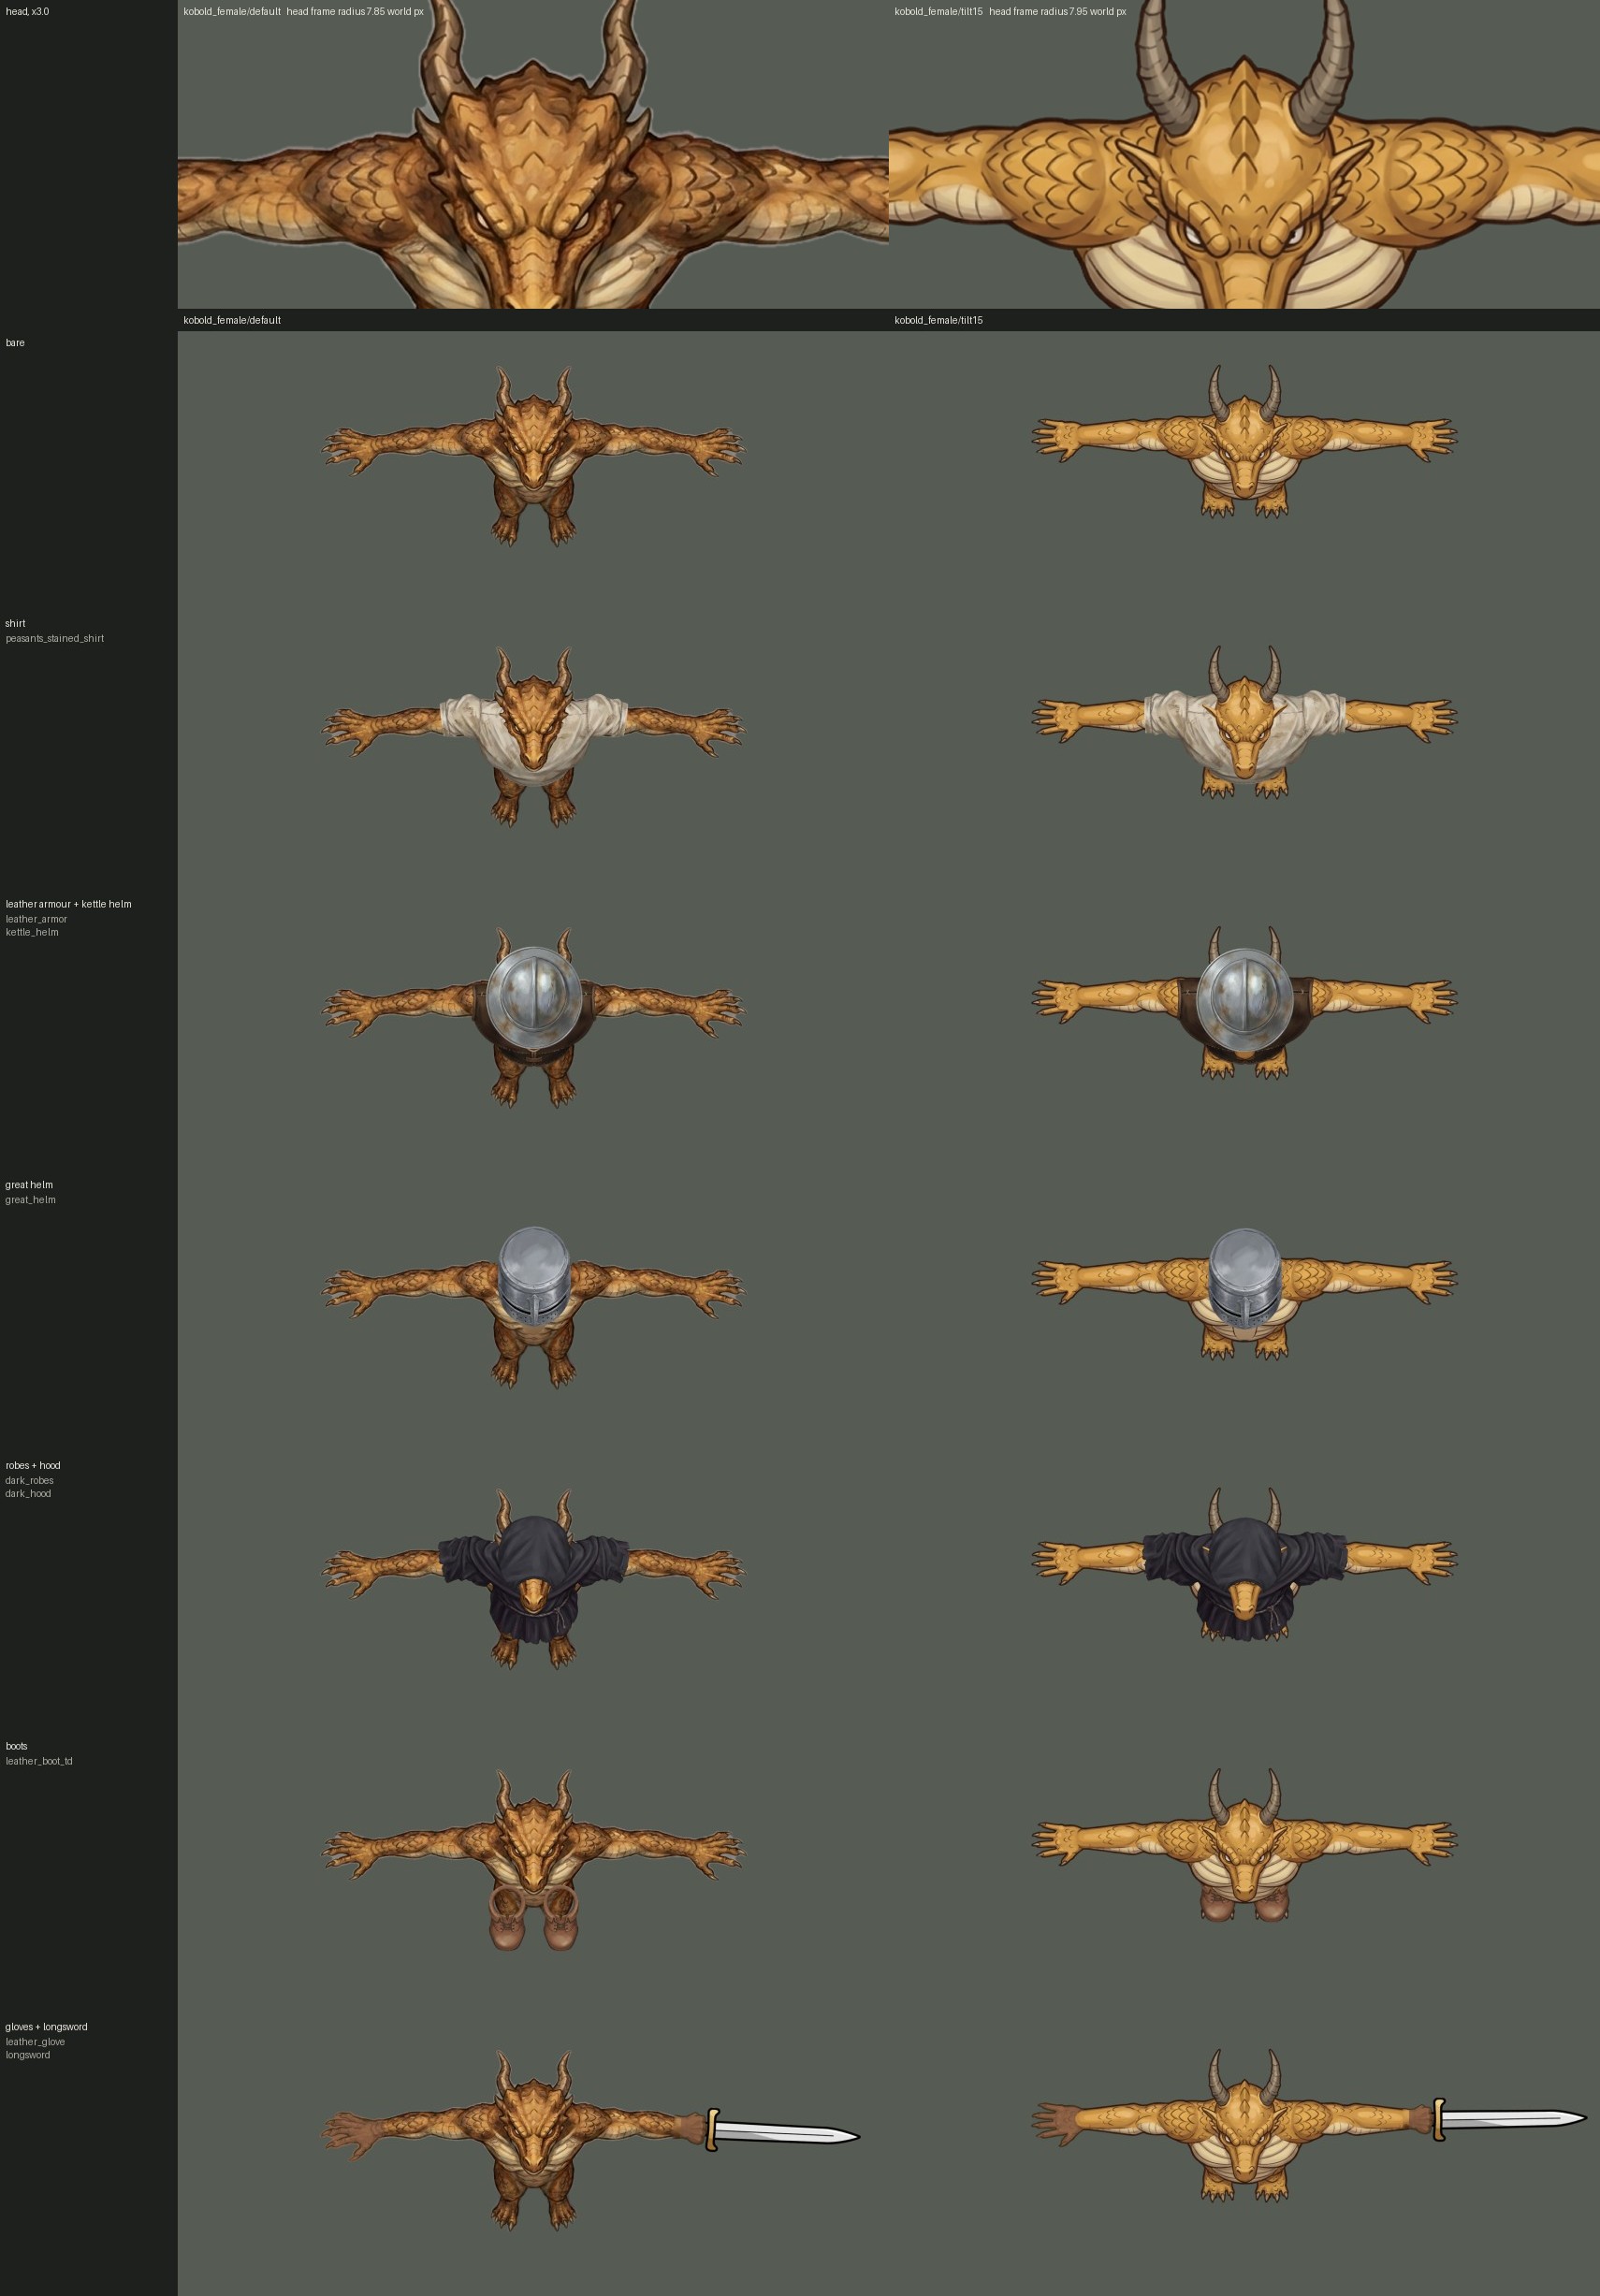 head, x3.0
kobold_female/default head frame radius 7.85 world px
kobold_female/tilt15 head frame radius 7.95 world px
kobold_female/default
kobold_female/tilt15
bare
shirt
peasants_stained_shirt
leather armour + kettle helm
leather_armor
kettle_helm
great helm
great_helm
robes + hood
dark_robes
dark_hood
boots
leather_boot_td
gloves + longsword
leather_glove
longsword